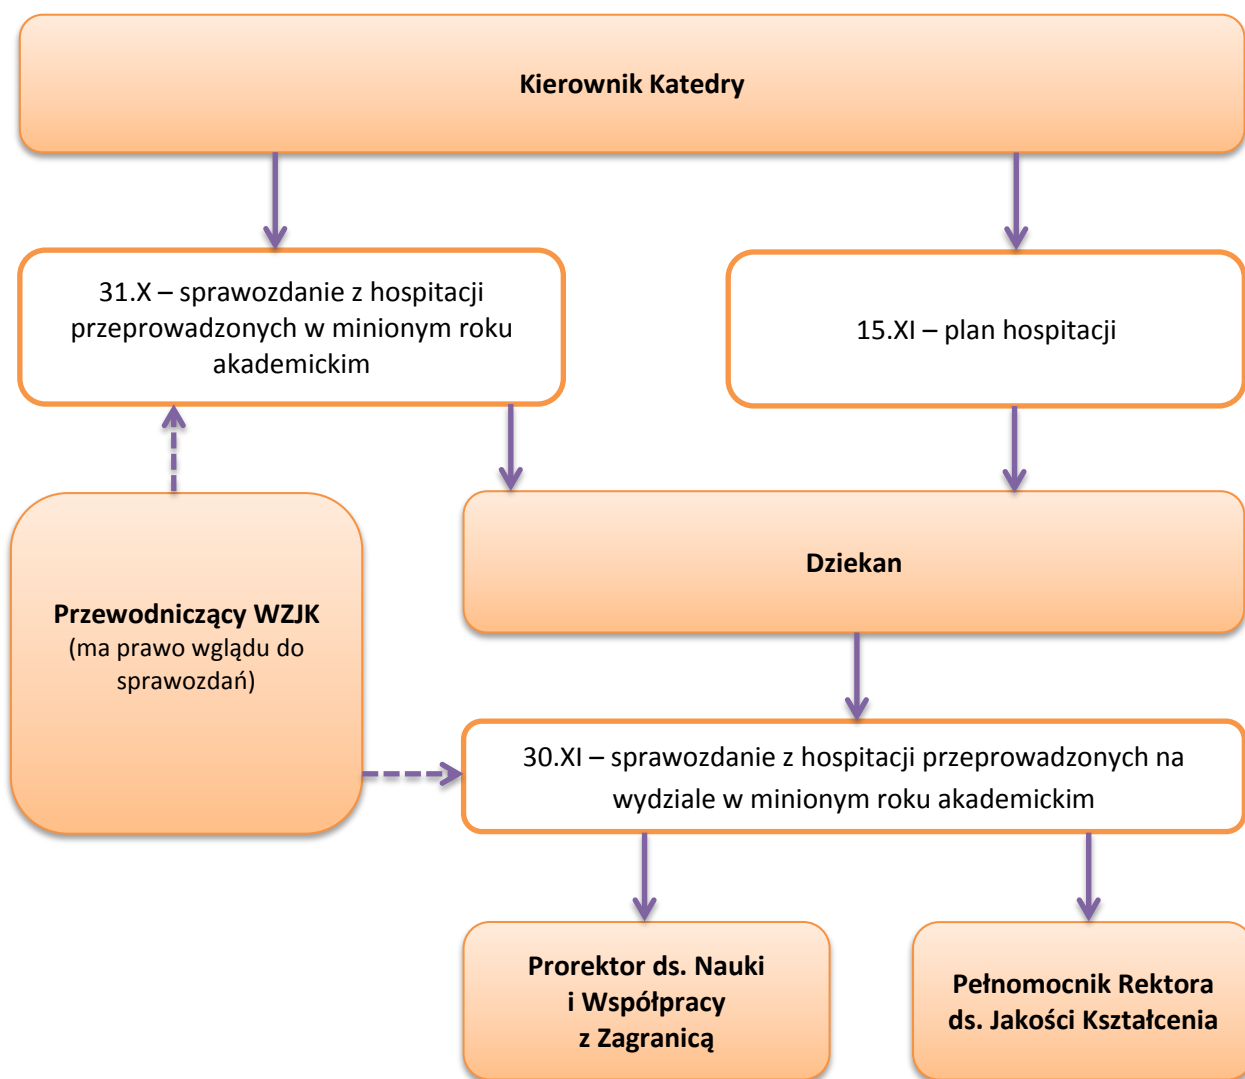 Kierownik Katedry
31.X – sprawozdanie z hospitacji
przeprowadzonych w minionym roku
akademickim
15.XI – plan hospitacji
Przewodniczący WZJK
(ma prawo wglądu do
sprawozdań)
Dziekan
30.XI – sprawozdanie z hospitacji przeprowadzonych na
wydziale w minionym roku akademickim
Prorektor ds. Nauki
i Współpracy
z Zagranicą
Pełnomocnik Rektora
ds. Jakości Kształcenia